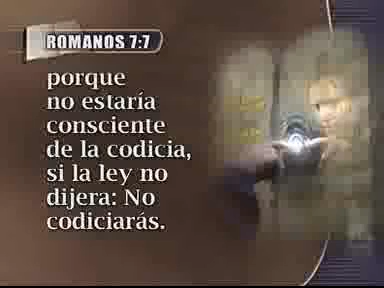 ROMANOS 7:7
porque
no estaría
consciente
de la codicia,
si la ley no
dijera: No
codiciarás.